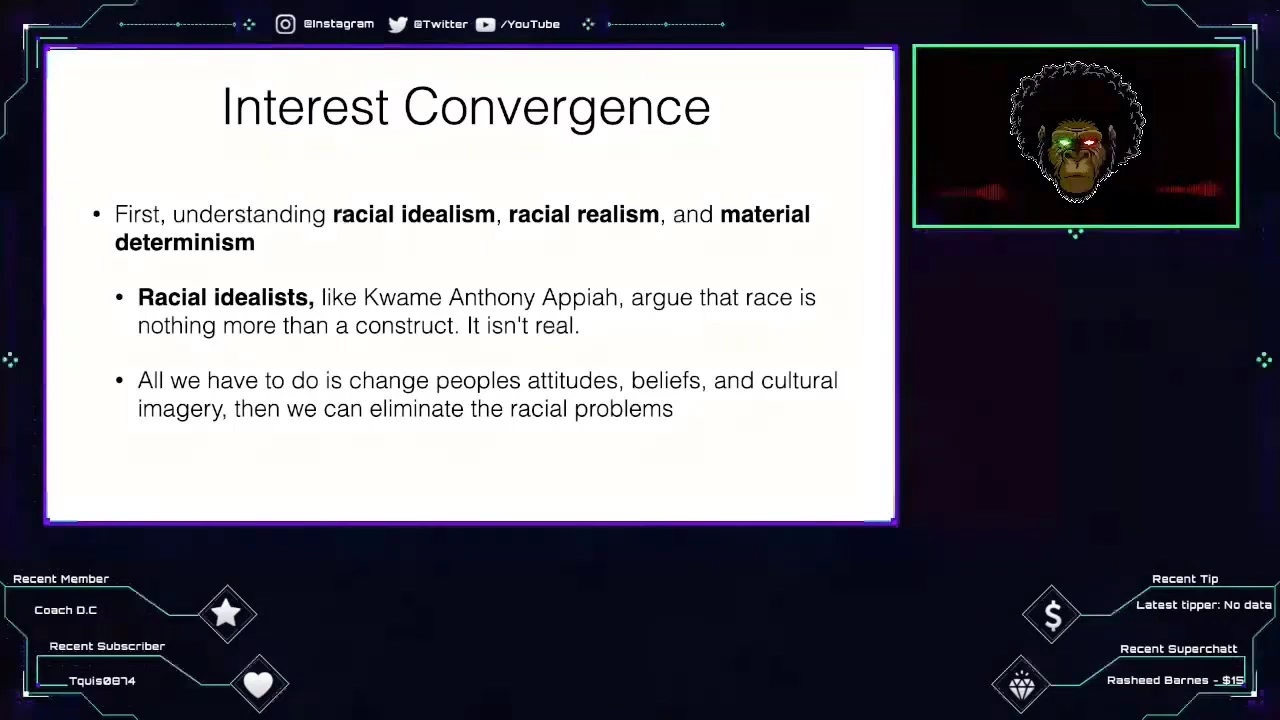 @Instagram @Twitter /YouTube
Interest Convergence
• First, understanding racial idealism, racial realism, and material
determinism
• Racial idealists, like Kwame Anthony Appiah, argue that race is
nothing more than a construct. It isn't real.
• All we have to do is change peoples attitudes, beliefs, and cultural
imagery, then we can eliminate the racial problems
Recent Member
Coach D.C
Recent Subscriber
Tquis0874
Recent Tip
Latest tipper: No data
Recent Superchatt
Rasheed Barnes - $15